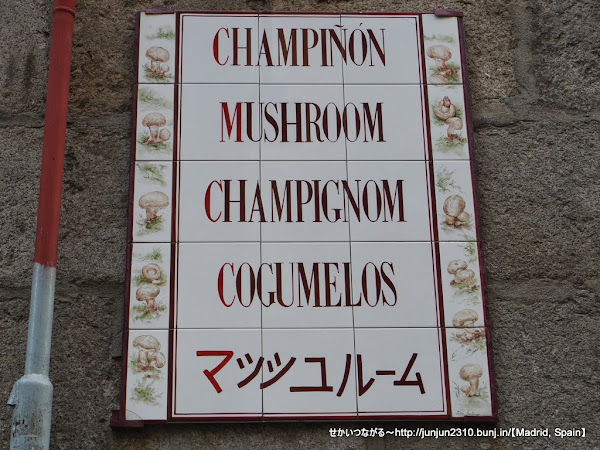 CHAMPIÑÓN
MUSHROOM
CHAMPIGNOM
COGUMELOS
マッシュルーム
せかいつながる～http://junjun2310.bunj.in/【Madrid, Spain】